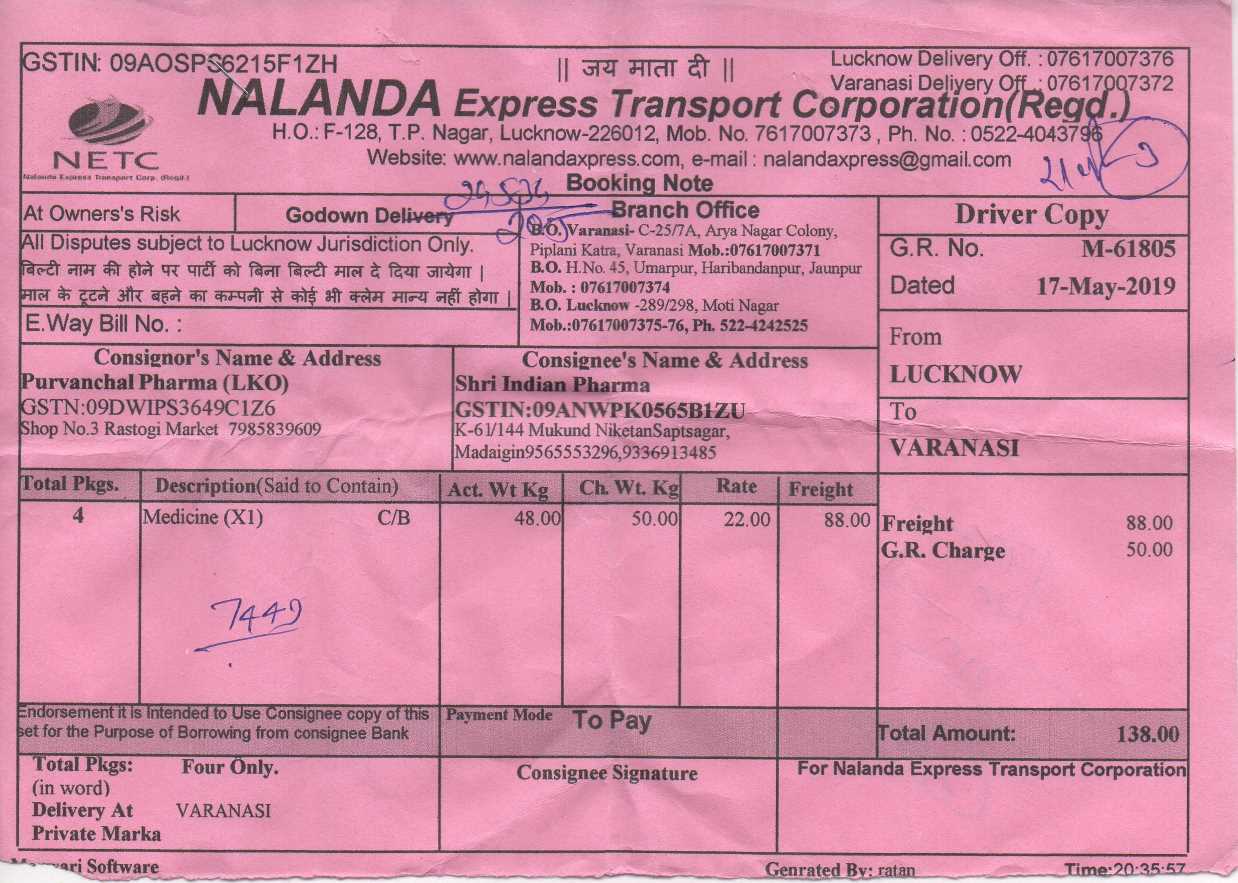 GSTIN: 09AOSPS6215F1ZH
|| जय माता दी ||
Lucknow Delivery Off. : 07617007376
Varanasi Delivery Off. : 07617007372
NALANDA Express Transport Corporation(Regd.)
H.O.: F-128, T.P. Nagar, Lucknow-226012, Mob. No. 7617007373 , Ph. No. : 0522-4043796
Website: www.nalandaxpress.com, e-mail : nalandaxpress@gmail.com
NETC
Nalanda Express Transport Corp. (Regd.)
Booking Note
At Owners's Risk
Godown Delivery
All Disputes subject to Lucknow Jurisdiction Only.
बिल्टी नाम की होने पर पार्टी को बिना बिल्टी माल दे दिया जायेगा |
माल के टूटने और बहने का कम्पनी से कोई भी क्लेम मान्य नहीं होगा |
E.Way Bill No. :
Branch Office
B.O. Varanasi- C-25/7A, Arya Nagar Colony,
Piplani Katra, Varanasi Mob.:07617007371
B.O. H.No. 45, Umarpur, Haribandanpur, Jaunpur
Mob. : 07617007374
B.O. Lucknow -289/298, Moti Nagar
Mob.:07617007375-76, Ph. 522-4242525
Driver Copy
G.R. No. M-61805
Dated 17-May-2019
From
LUCKNOW
To
VARANASI
Consignor's Name & Address
Purvanchal Pharma (LKO)
GSTN:09DWIPS3649C1Z6
Shop No.3 Rastogi Market 7985839609
Consignee's Name & Address
Shri Indian Pharma
GSTIN:09ANWPK0565B1ZU
K-61/144 Mukund NiketanSaptsagar,
Madaigin9565553296,9336913485
Total Pkgs. Description(Said to Contain) Act. Wt Kg Ch. Wt. Kg Rate Freight
4 Medicine (X1) C/B 48.00 50.00 22.00 88.00
Freight 88.00
G.R. Charge 50.00
7449
Endorsement it is Intended to Use Consignee copy of this
set for the Purpose of Borrowing from consignee Bank
Payment Mode To Pay
Total Amount: 138.00
Total Pkgs: Four Only.
(in word)
Delivery At VARANASI
Private Marka
Consignee Signature
For Nalanda Express Transport Corporation
Software
Genrated By: ratan
Time:20:35:57